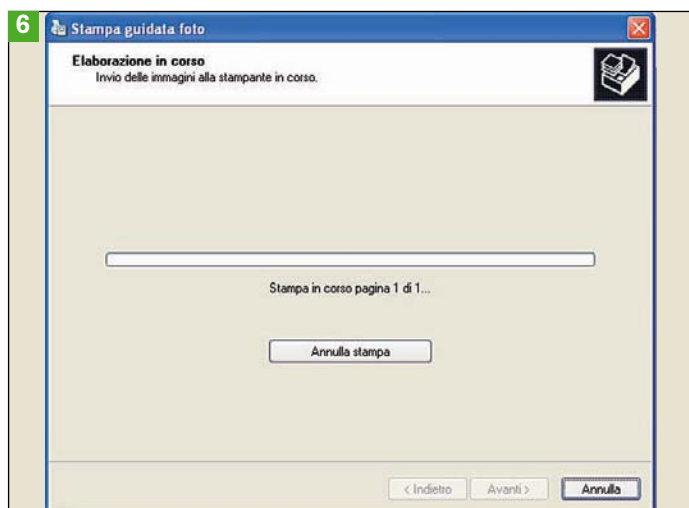 6
Stampa guidata foto
Elaborazione in corso
Invio delle immagini alla stampante in corso.
Stampa in corso pagina 1 di 1...
Annulla stampa
< Indietro
Avanti >
Annulla